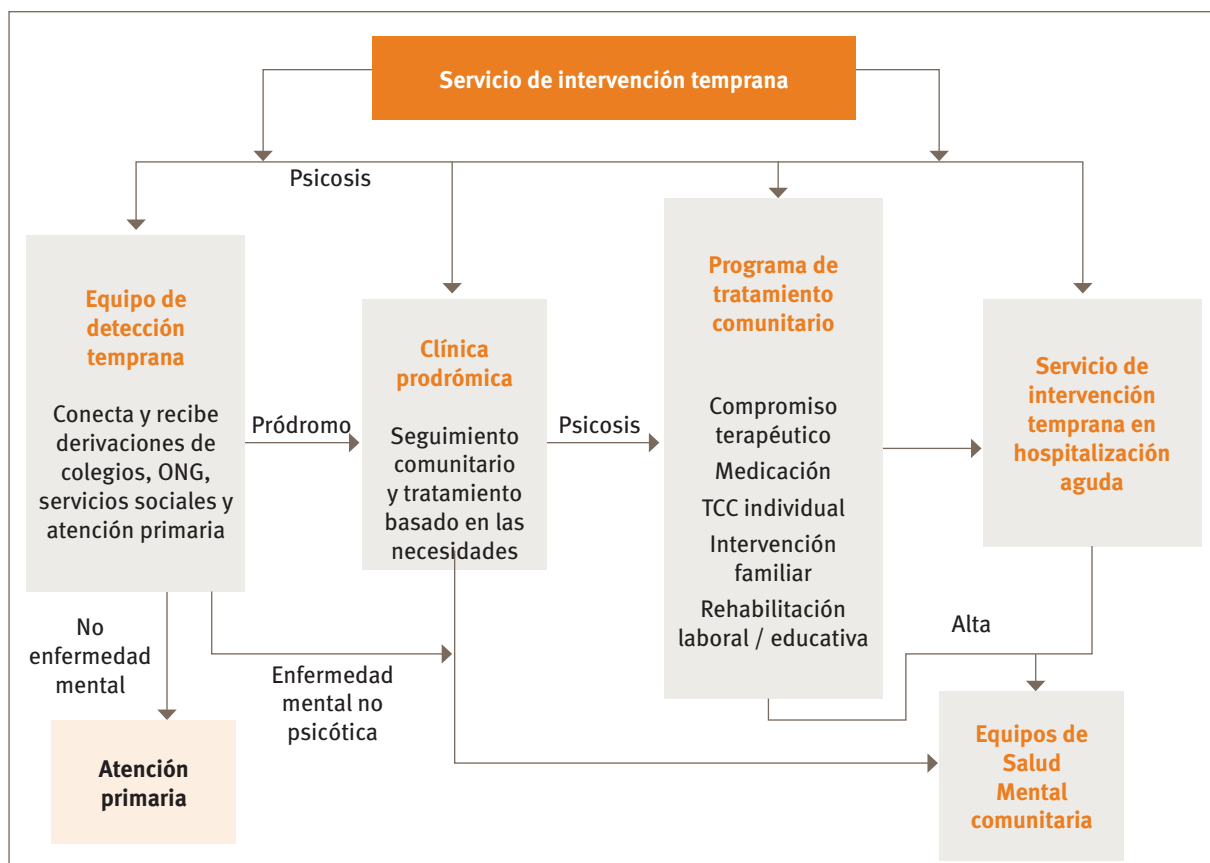 Servicio de intervención temprana
Psicosis
Equipo de
detección
temprana
Conecta y recibe
derivaciones de
colegios, ONG,
servicios sociales y
atención primaria
Pródromo
Clínica
prodrómica
Seguimiento
comunitario
y tratamiento
basado en las
necesidades
Psicosis
Programa de
tratamiento
comunitario
Compromiso
terapéutico
Medicación
TCC individual
Intervención
familiar
Rehabilitación
laboral / educativa
Servicio de
intervención
temprana en
hospitalización
aguda
No
enfermedad
mental
Enfermedad
mental no
psicótica
Alta
Atención
primaria
Equipos de
Salud
Mental
comunitaria